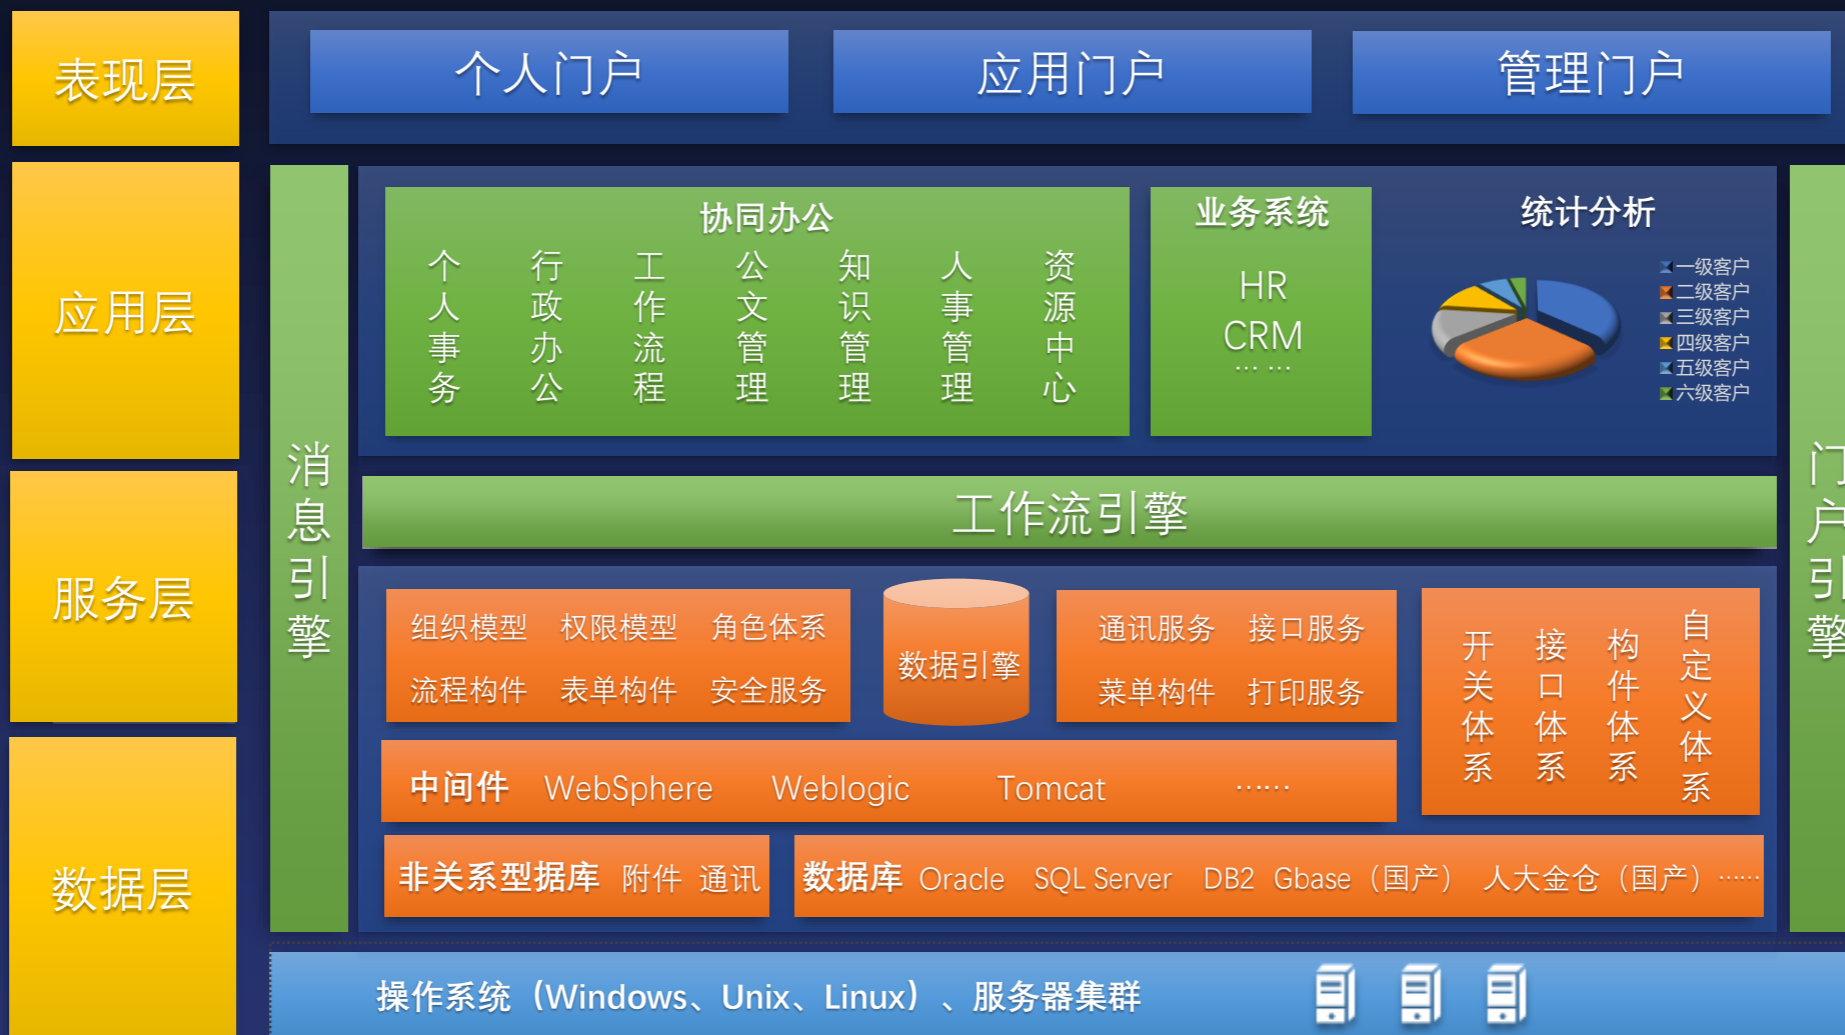 表现层
个人门户
应用门户
管理门户
应用层
消息引擎
协同办公
个人事务
行政办公
工作流程
公文管理
知识管理
人事管理
资源中心
业务系统
HR
CRM
... ...
统计分析
一级客户
二级客户
三级客户
四级客户
五级客户
六级客户
门户引擎
工作流引擎
服务层
组织模型 权限模型 角色体系
流程构件 表单构件 安全服务
数据引擎
通讯服务 接口服务
菜单构件 打印服务
开关体系
接口体系
构件体系
自定义体系
中间件 WebSphere Weblogic Tomcat ……
数据层
非关系型据库 附件 通讯
数据库 Oracle SQL Server DB2 Gbase（国产） 人大金仓（国产）……
操作系统（Windows、Unix、Linux）、服务器集群